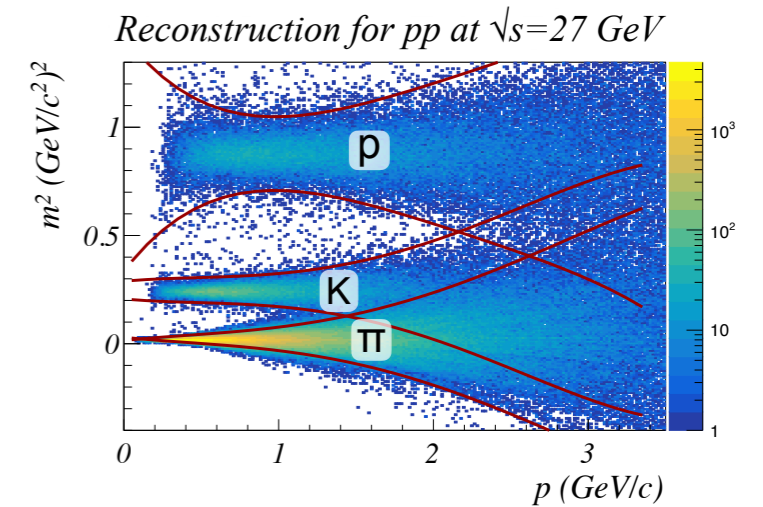 Reconstruction for pp at √s=27 GeV
m² (GeV/c²)²
1
0.5
0
p
K
π
10³
10²
10
1
0 1 2 3
p (GeV/c)